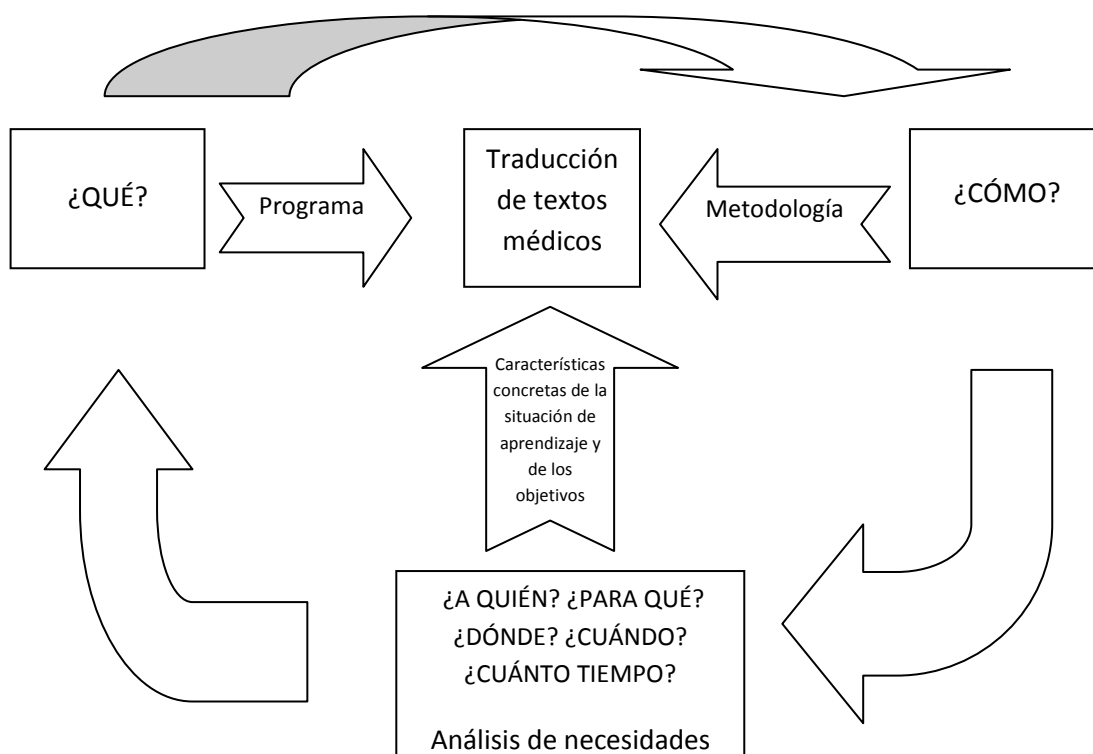 ¿QUÉ?
Programa
Traducción
de textos
médicos
Metodología
¿CÓMO?
Características
concretas de la
situación de
aprendizaje y
de los
objetivos
¿A QUIÉN? ¿PARA QUÉ?
¿DÓNDE? ¿CUÁNDO?
¿CUÁNTO TIEMPO?
Análisis de necesidades